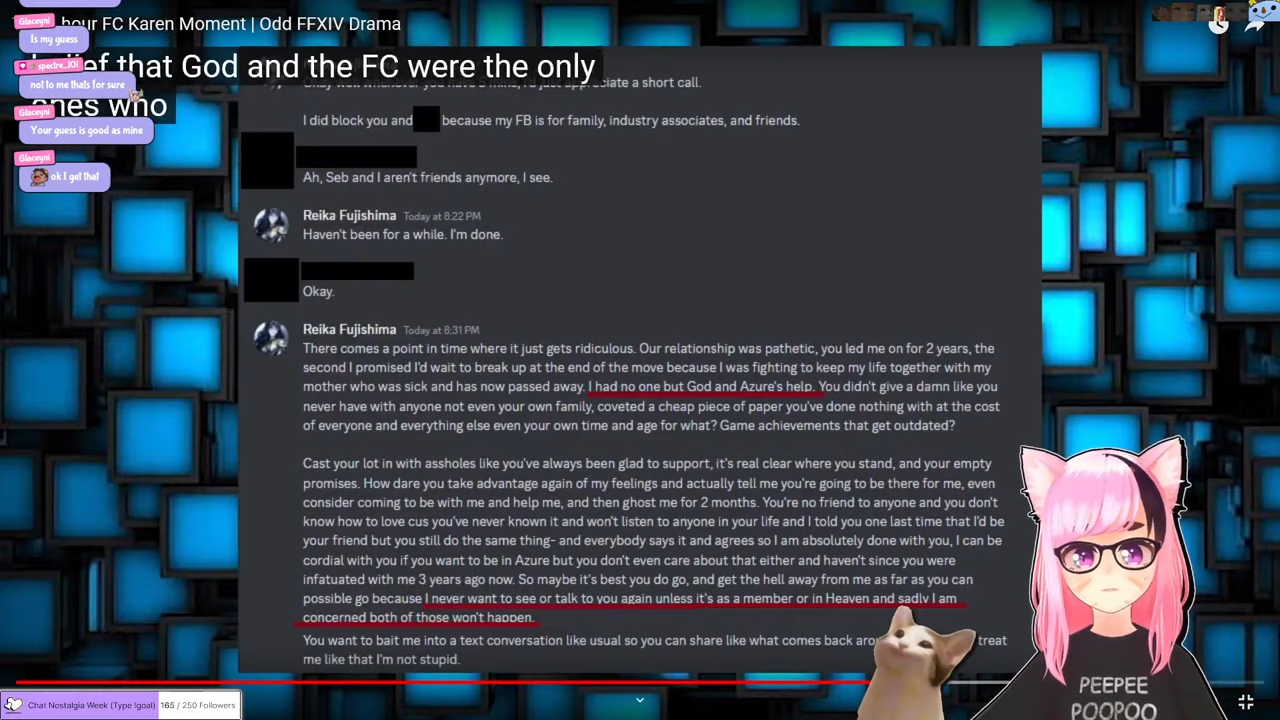 hour FC Karen Moment | Odd FFXIV Drama
Glaceyni
Is my guess
that God and the FC were the only
ones who
spectre_JOi
not to me thats for sure
Glaceyni
Your guess is good as mine
Glaceyni
ok I get that
a short call.
I did block you and because my FB is for family, industry associates, and friends.
Ah, Seb and I aren't friends anymore, I see.
Reika Fujishima Today at 8:22 PM
Haven't been for a while. I'm done.
Okay.
Reika Fujishima Today at 8:31 PM
There comes a point in time where it just gets ridiculous. Our relationship was pathetic, you led me on for 2 years, the
second I promised I'd wait to break up at the end of the move because I was fighting to keep my life together with my
mother who was sick and has now passed away. I had no one but God and Azure's help. You didn't give a damn like you
never have with anyone not even your own family, coveted a cheap piece of paper you've done nothing with at the cost
of everyone and everything else even your own time and age for what? Game achievements that get outdated?
Cast your lot in with assholes like you've always been glad to support, it's real clear where you stand, and your empty
promises. How dare you take advantage again of my feelings and actually tell me you're going to be there for me, even
consider coming to be with me and help me, and then ghost me for 2 months. You're no friend to anyone and you don't
know how to love cus you've never known it and won't listen to anyone in your life and I told you one last time that I'd be
your friend but you still do the same thing- and everybody says it and agrees so I am absolutely done with you, I can be
cordial with you if you want to be in Azure but you don't even care about that either and haven't since you were
infatuated with me 3 years ago now. So maybe it's best you do go, and get the hell away from me as far as you can
possible go because I never want to see or talk to you again unless it's as a member or in Heaven and sadly I am
concerned both of those won't happen.
You want to bait me into a text conversation like usual so you can share like what comes back treat
me like that I'm not stupid.
PEEPEE
POOPOO
Chat Nostalgia Week (Type !goal) 165 / 250 Followers